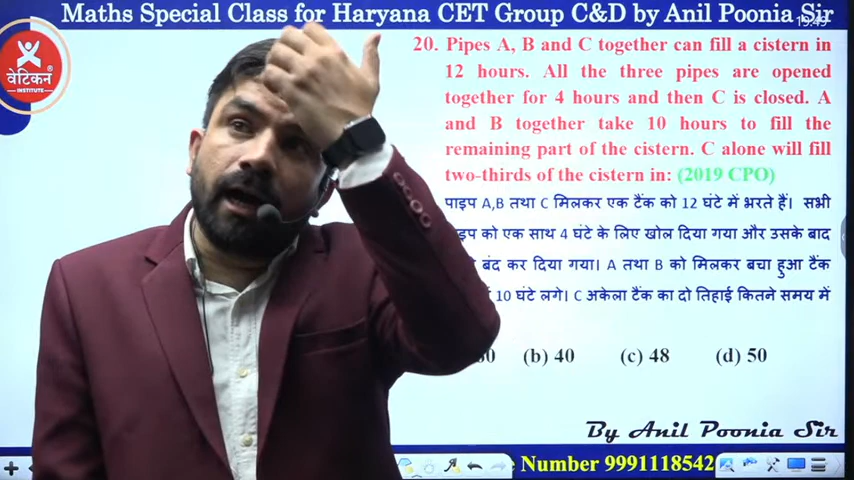 Maths Special Class for Haryana CET Group C&D by Anil Poonia Sir
19:49
वेटिकन
INSTITUTE
20. Pipes A, B and C together can fill a cistern in
12 hours. All the three pipes are opened
together for 4 hours and then C is closed. A
and B together take 10 hours to fill the
remaining part of the cistern. C alone will fill
two-thirds of the cistern in: (2019 CPO)
पाइप A,B तथा C मिलकर एक टैंक को 12 घंटे में भरते हैं। सभी
को एक साथ 4 घंटे के लिए खोल दिया गया और उसके बाद
बंद कर दिया गया। A तथा B को मिलकर बचा हुआ टैंक
10 घंटे लगे। C अकेला टैंक का दो तिहाई कितने समय में
(b) 40 (c) 48 (d) 50
By Anil Poonia Sir
Number 9991118542